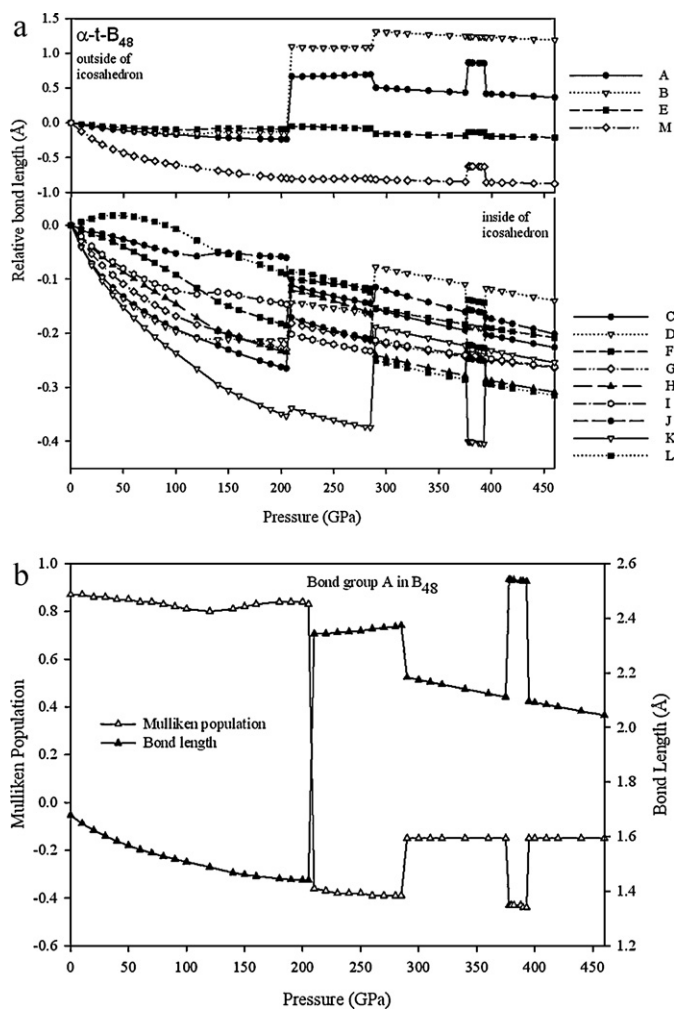 a
α-t-B48
outside of
icosahedron
1.5
1.0
0.5
0.0
-0.5
-1.0
A
B
E
M
Relative bond length (Å)
inside of
icosahedron
0.0
-0.1
-0.2
-0.3
-0.4
C
D
F
G
H
I
J
K
L
0 50 100 150 200 250 300 350 400 450
Pressure (GPa)
b
Bond group A in B48
1.0
0.8
0.6
0.4
0.2
0.0
-0.2
-0.4
-0.6
Mulliken Population
Mulliken population
Bond length
2.6
2.4
2.2
2.0
1.8
1.6
1.4
1.2
Bond Length (Å)
0 50 100 150 200 250 300 350 400 450
Pressure (GPa)